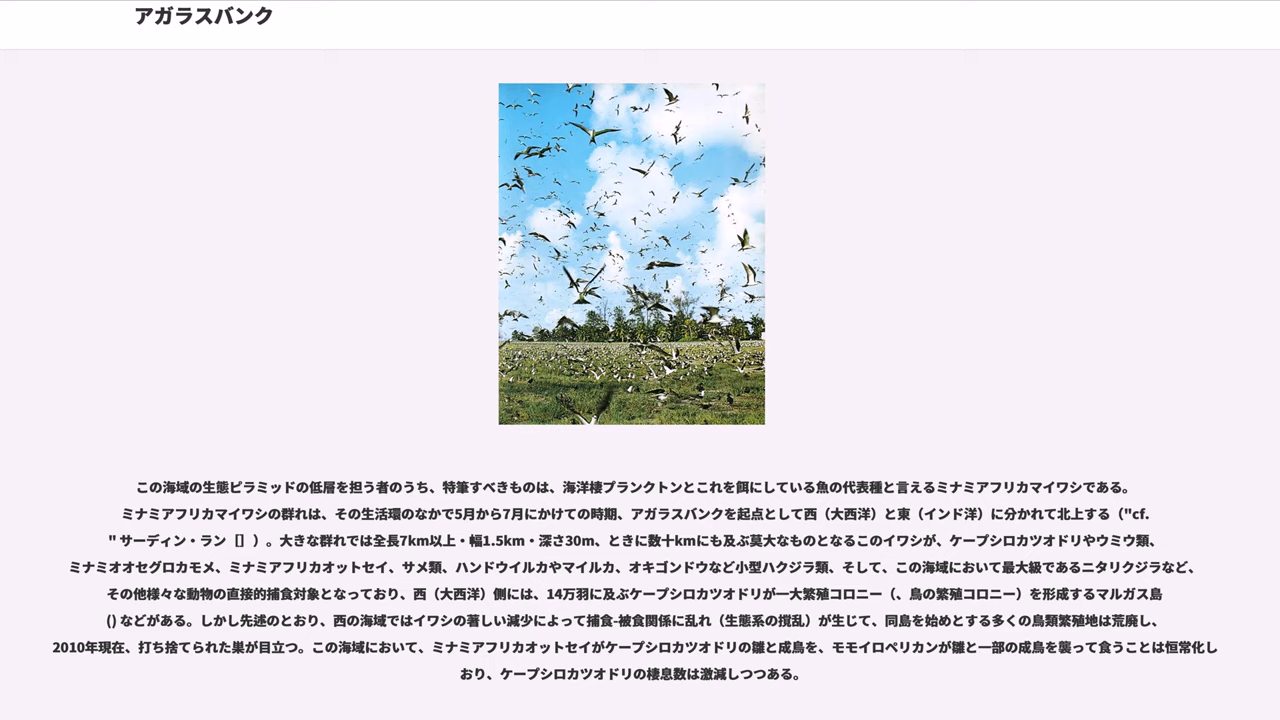 アガラスバンク
この海域の生態ピラミッドの低層を担う者のうち、特筆すべきものは、海洋棲プランクトンとこれを餌にしている魚の代表種と言えるミナミアフリカマイワシである。
ミナミアフリカマイワシの群れは、その生活環のなかで5月から7月にかけての時期、アガラスバンクを起点として西（大西洋）と東（インド洋）に分かれて北上する（"cf.
" サーディン・ラン［］）。大きな群れでは全長7km以上・幅1.5km・深さ30m、ときに数十kmにも及ぶ莫大なものとなるこのイワシが、ケープシロカツオドリやウミウ類、
ミナミオオセグロカモメ、ミナミアフリカオットセイ、サメ類、ハンドウイルカやマイルカ、オキゴンドウなど小型ハクジラ類、そして、この海域において最大級であるニタリクジラなど、
その他様々な動物の直接的捕食対象となっており、西（大西洋）側には、14万羽に及ぶケープシロカツオドリが一大繁殖コロニー（、鳥の繁殖コロニー）を形成するマルガス島
() などがある。しかし先述のとおり、西の海域ではイワシの著しい減少によって捕食-被食関係に乱れ（生態系の撹乱）が生じて、同島を始めとする多くの鳥類繁殖地は荒廃し、
2010年現在、打ち捨てられた巣が目立つ。この海域において、ミナミアフリカオットセイがケープシロカツオドリの雛と成鳥を、モモイロペリカンが雛と一部の成鳥を襲って食うことは恒常化し
おり、ケープシロカツオドリの棲息数は激減しつつある。